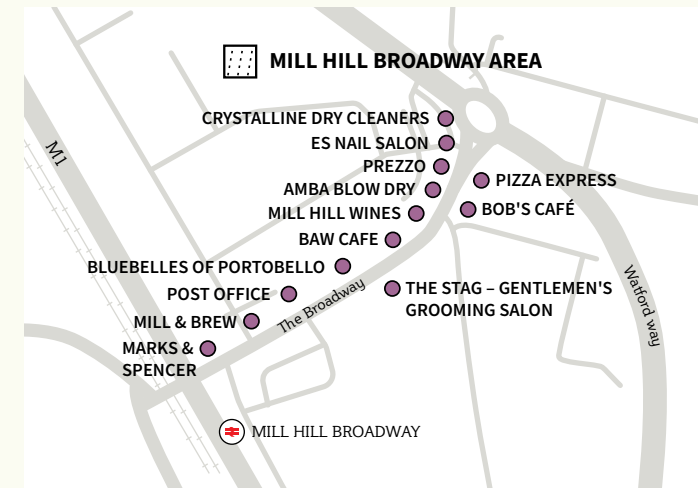 MILL HILL BROADWAY AREA
CRYSTALLINE DRY CLEANERS
ES NAIL SALON
PREZZO
PIZZA EXPRESS
AMBA BLOW DRY
BOB'S CAFÉ
MILL HILL WINES
BAW CAFE
BLUEBELLES OF PORTOBELLO
THE STAG – GENTLEMEN'S
GROOMING SALON
POST OFFICE
MILL & BREW
MARKS &
SPENCER
M1
The Broadway
Watford way
MILL HILL BROADWAY